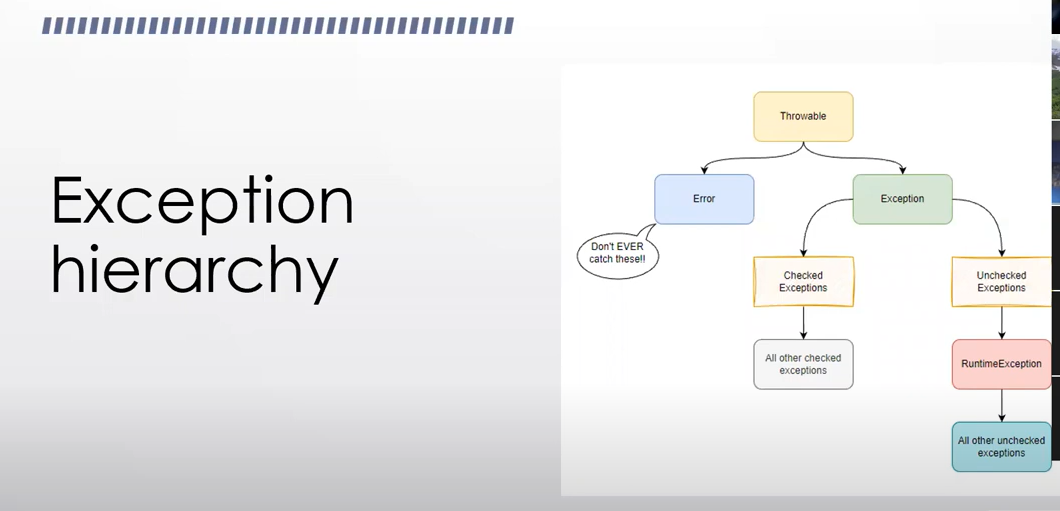 Exception
hierarchy
Throwable
Error
Exception
Don't EVER
catch these!!
Checked
Exceptions
Unchecked
Exceptions
All other checked
exceptions
RuntimeException
All other unchecked
exceptions